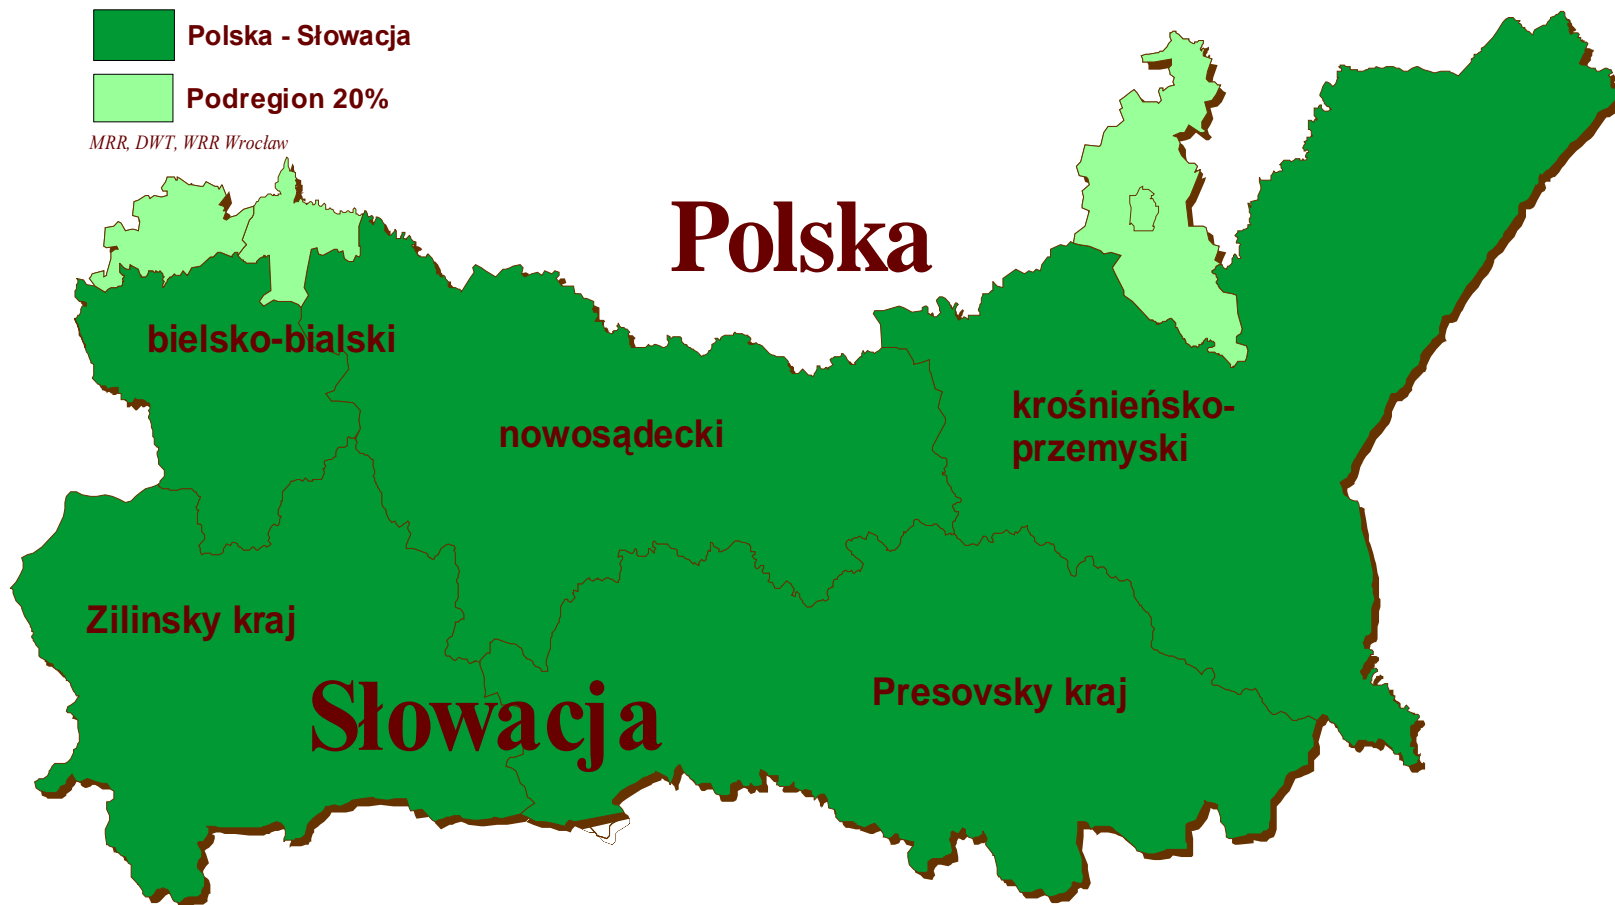 Polska - Słowacja
Podregion 20%
MRR, DWT, WRR Wrocław
Polska
bielsko-bialski
nowosądecki
krośnieńsko-
przemyski
Zilinsky kraj
Presovsky kraj
Słowacja